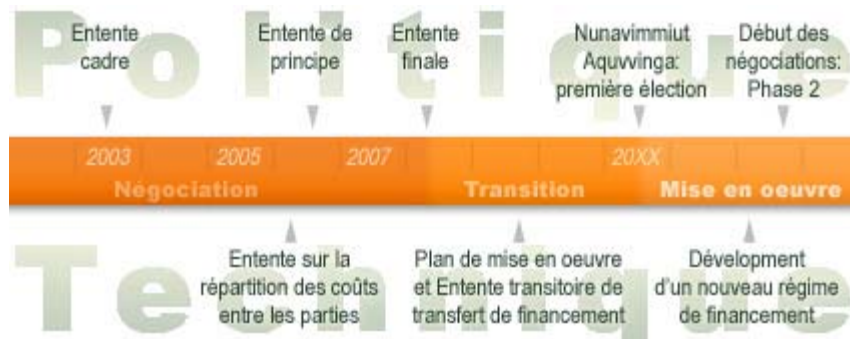 Politique
Entente
cadre
Entente de
principe
Entente
finale
Nunavimmiut
Aquvvinga:
première élection
Début des
négociations:
Phase 2
2003
2005
2007
20XX
Négociation
Transition
Mise en oeuvre
Entente sur la
répartition des coûts
entre les parties
Plan de mise en oeuvre
et Entente transitoire de
transfert de financement
Dévelopment
d'un nouveau régime
de financement
Technique